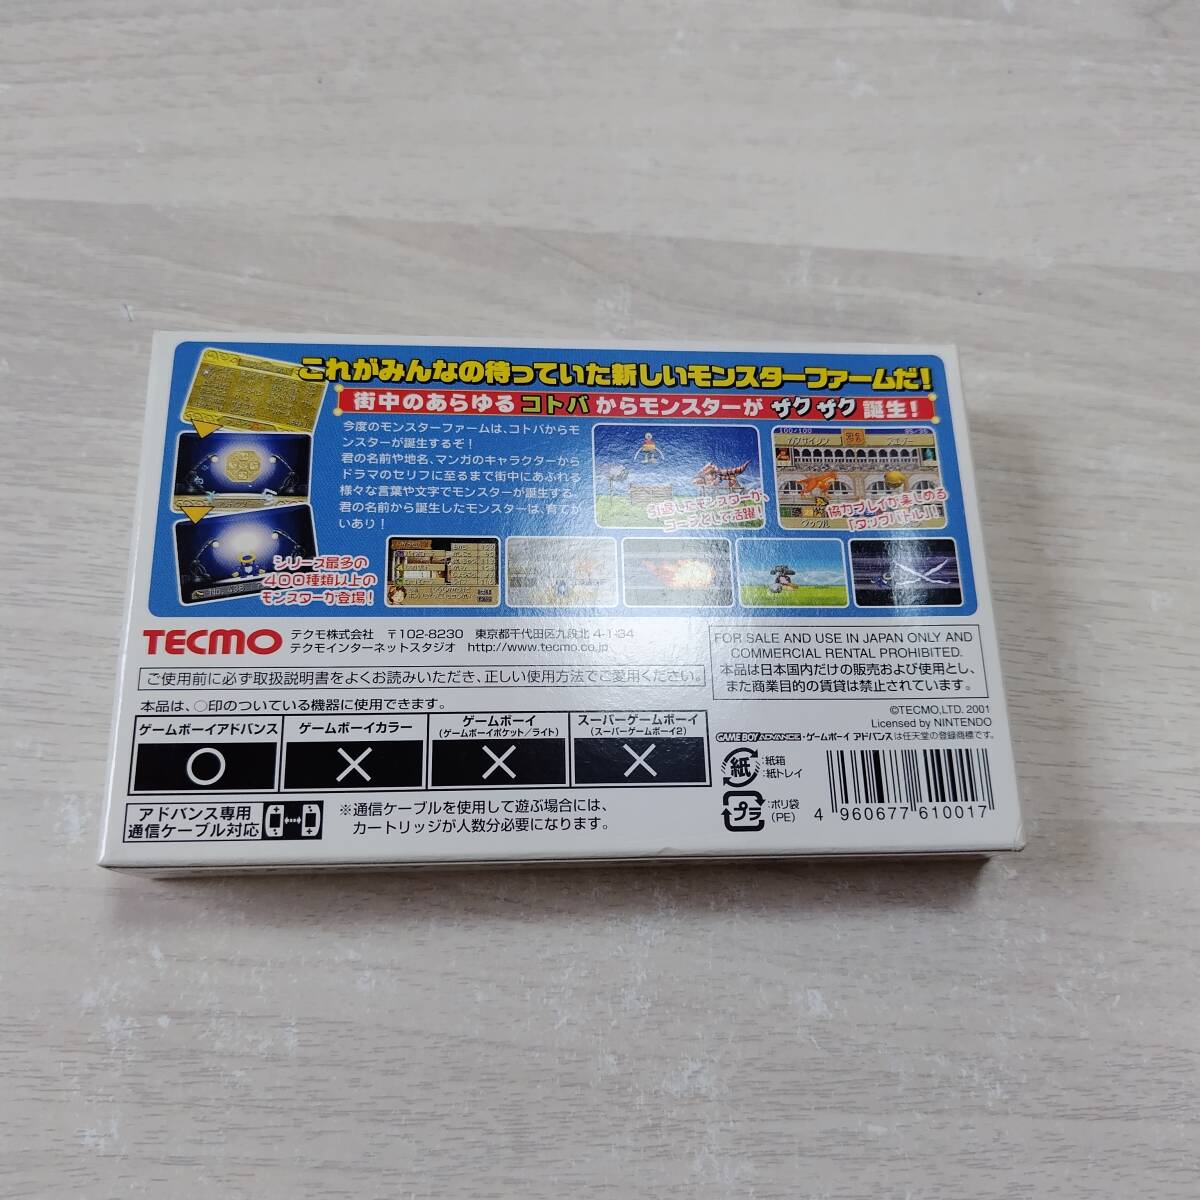 これがみんなの待っていた新しいモンスターファームだ！
街中のあらゆるコトバからモンスターがザクザク誕生！
今度のモンスターファームは、コトバからモ
ンスターが誕生するぞ！
君の名前や地名、マンガのキャラクターから
ドラマのセリフに至るまで街中にあふれる
様々な言葉や文字でモンスターが誕生する。
君の名前から誕生したモンスターは、育てが
いあり！
シリーズ最多の
400種類以上の
モンスターが登場！
引退したモンスターが、
コーチとして活躍！
100/100
協力プレイが楽しめる
「タッグバトル」！
TECMO
テクモ株式会社 〒102-8230 東京都千代田区九段北4-1-34
テクモインターネットスタジオ http://www.tecmo.co.jp
ご使用前に必ず取扱説明書をよくお読みいただき、正しい使用方法でご愛用ください。
FOR SALE AND USE IN JAPAN ONLY AND
COMMERCIAL RENTAL PROHIBITED.
本品は日本国内だけの販売および使用とし、
また商業目的の賃貸は禁止されています。
本品は、○印のついている機器に使用できます。
ゲームボーイアドバンス
○
ゲームボーイカラー
×
ゲームボーイ
(ゲームボーイポケット/ライト)
×
スーパーゲームボーイ
(スーパーゲームボーイ2)
×
©TECMO,LTD. 2001
Licensed by NINTENDO
GAME BOY ADVANCE・ゲームボーイ アドバンスは任天堂の登録商標です。
アドバンス専用
通信ケーブル対応
※通信ケーブルを使用して遊ぶ場合には、
カートリッジが人数分必要になります。
紙
:紙箱
:紙トレイ
プラ
:ポリ袋
(PE)
4 960677 610017